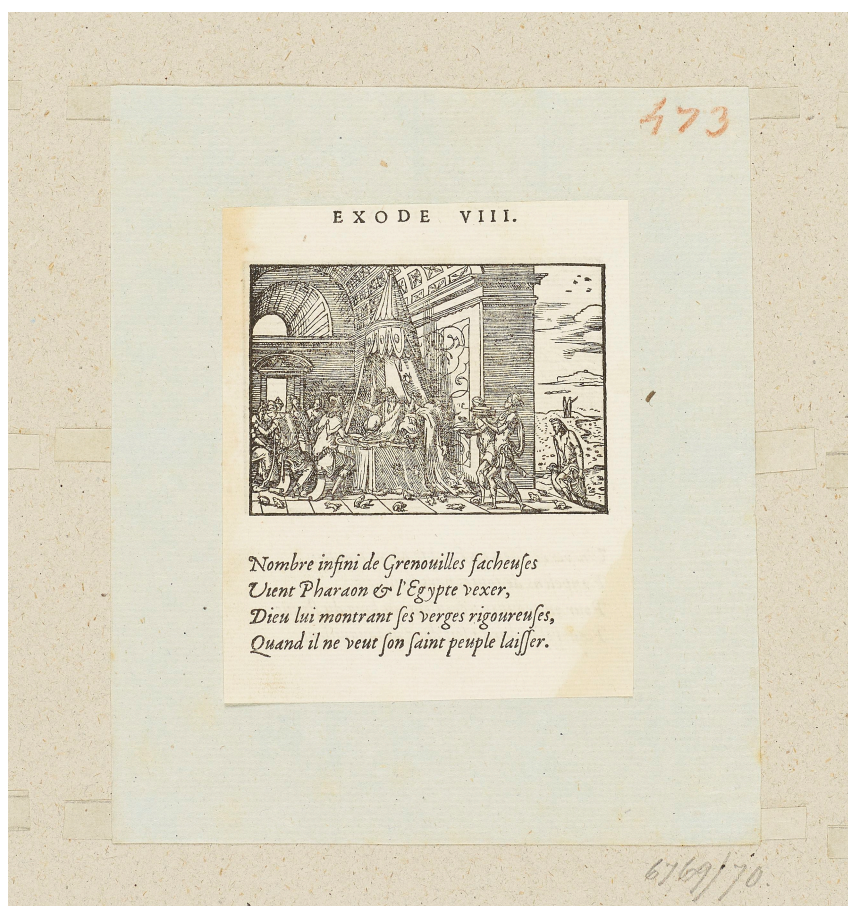 473
EXODE VIII.
Nombre infini de Grenouilles facheuſes
Vient Pharaon & l'Egypte vexer,
Dieu lui montrant ſes verges rigoureuſes,
Quand il ne veut ſon ſaint peuple laiſſer.
6769/70.